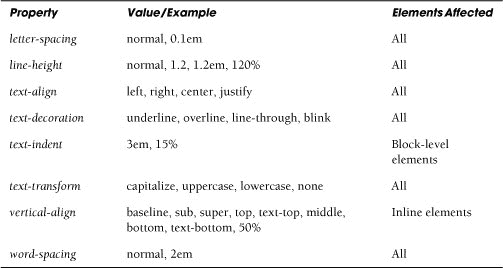 Property Value/Example Elements Affected
letter-spacing normal, 0.1em All
line-height normal, 1.2, 1.2em, 120% All
text-align left, right, center, justify All
text-decoration underline, overline, line-through, blink All
text-indent 3em, 15% Block-level
elements
text-transform capitalize, uppercase, lowercase, none All
vertical-align baseline, sub, super, top, text-top, middle, Inline elements
bottom, text-bottom, 50%
word-spacing normal, 2em All